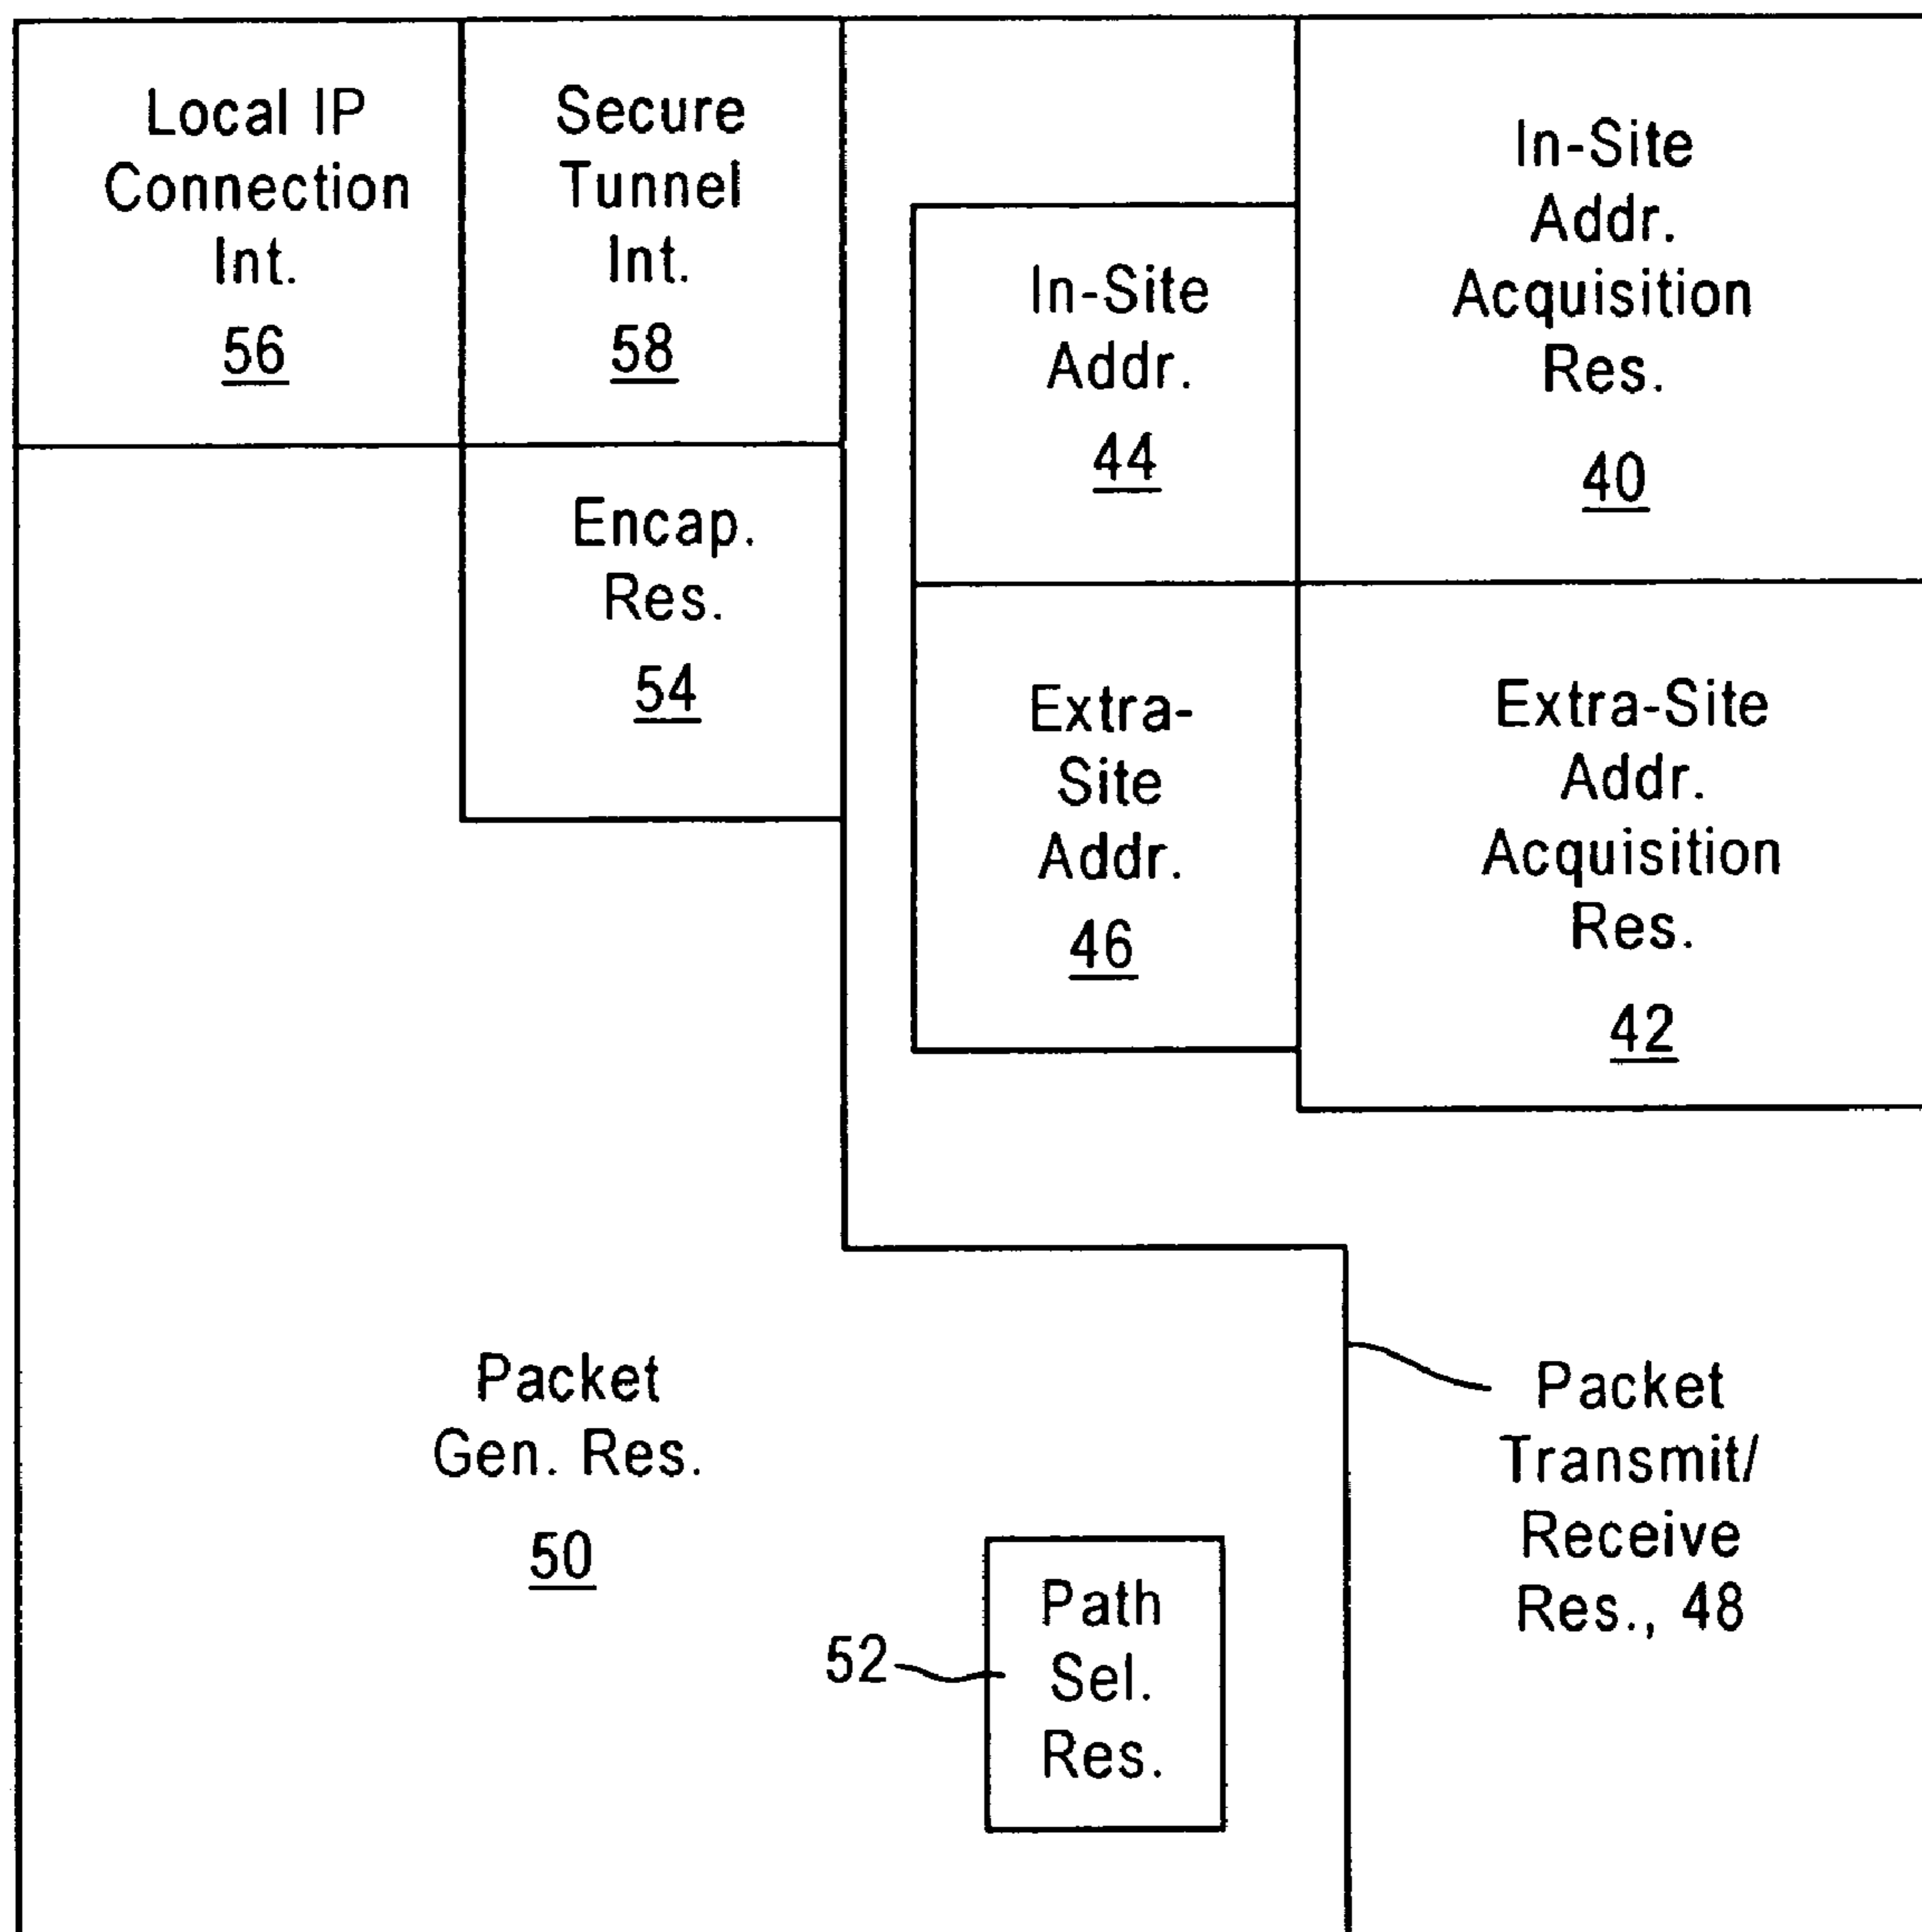 Local IP
Connection
Int.
56
Secure
Tunnel
Int.
58
In-Site
Addr.
44
In-Site
Addr.
Acquisition
Res.
40
Encap.
Res.
54
Extra-
Site
Addr.
46
Extra-Site
Addr.
Acquisition
Res.
42
Packet
Gen. Res.
50
52
Path
Sel.
Res.
Packet
Transmit/
Receive
Res., 48